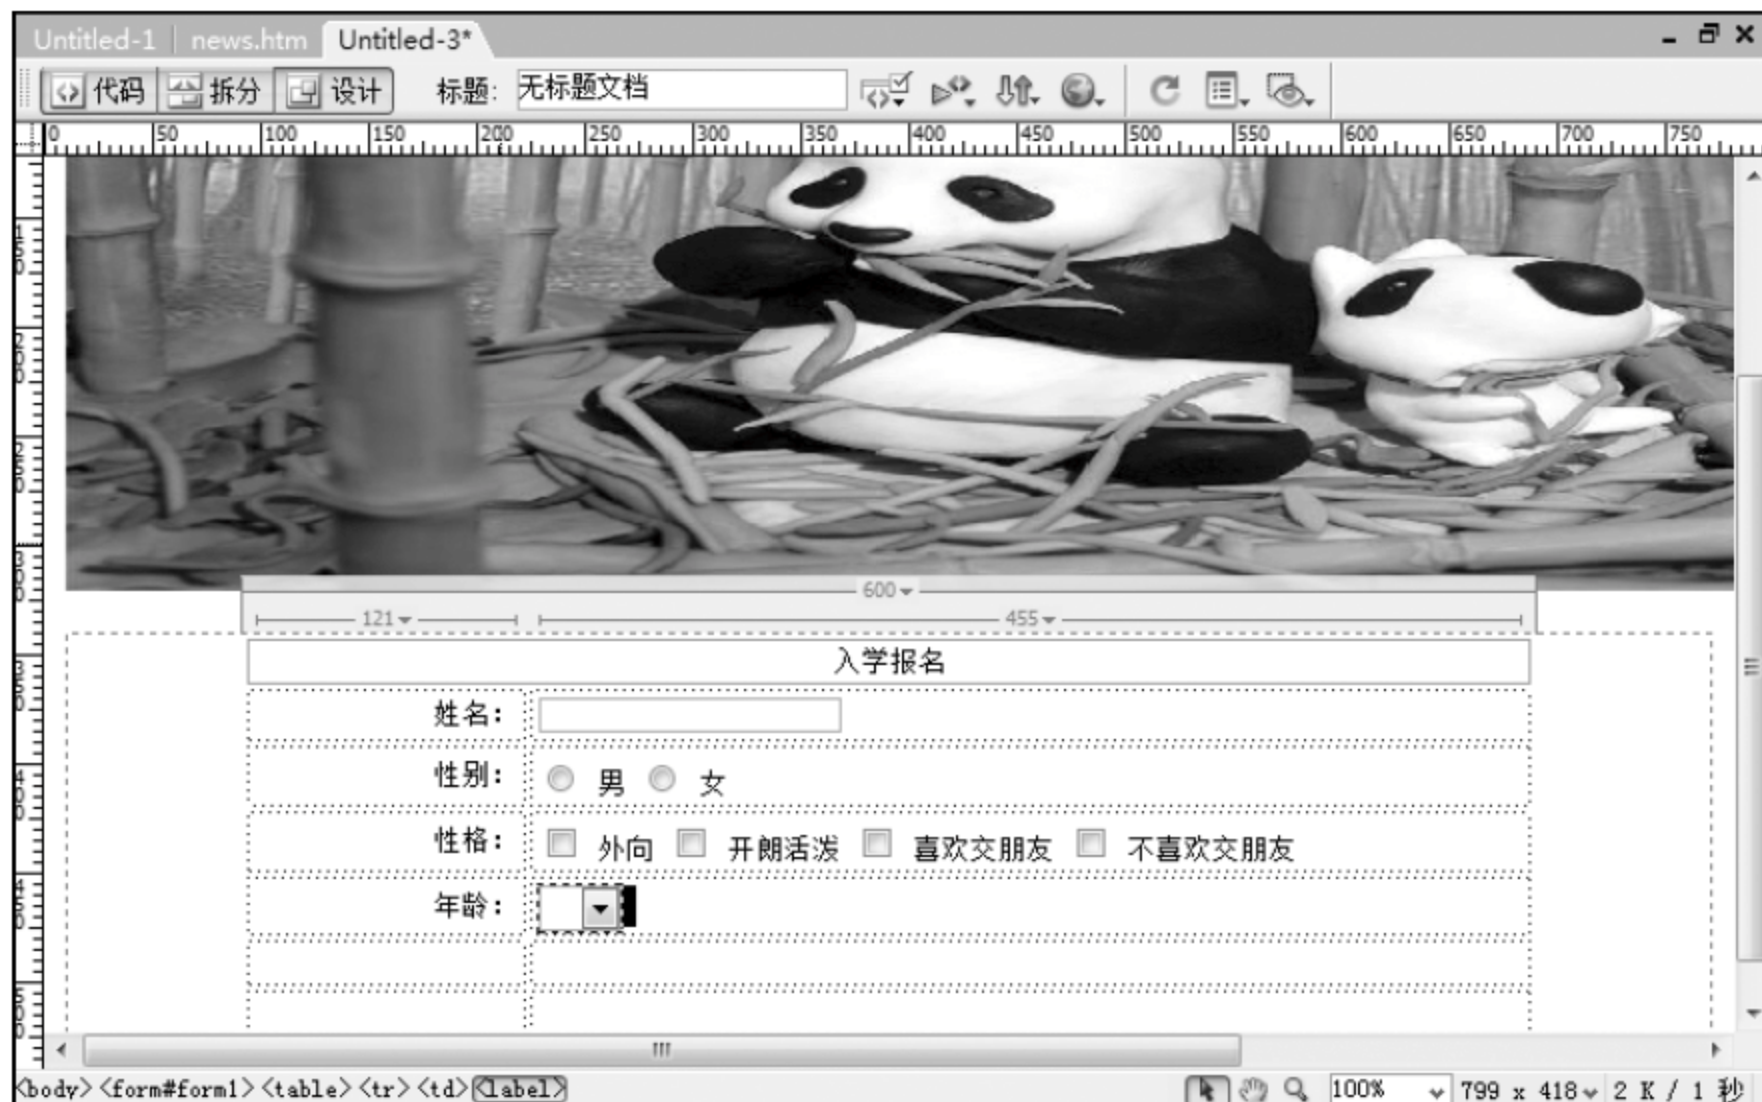 Untitled-1 news.htm Untitled-3*
代码 拆分 设计 标题: 无标题文档
0 50 100 150 200 250 300 350 400 450 500 550 600 650 700 750
600
121 455
入学报名
姓名:
性别: 男 女
性格: 外向 开朗活泼 喜欢交朋友 不喜欢交朋友
年龄:
<body> <form#form1> <table> <tr> <td> <label> 100% 799 x 418 2 K / 1 秒